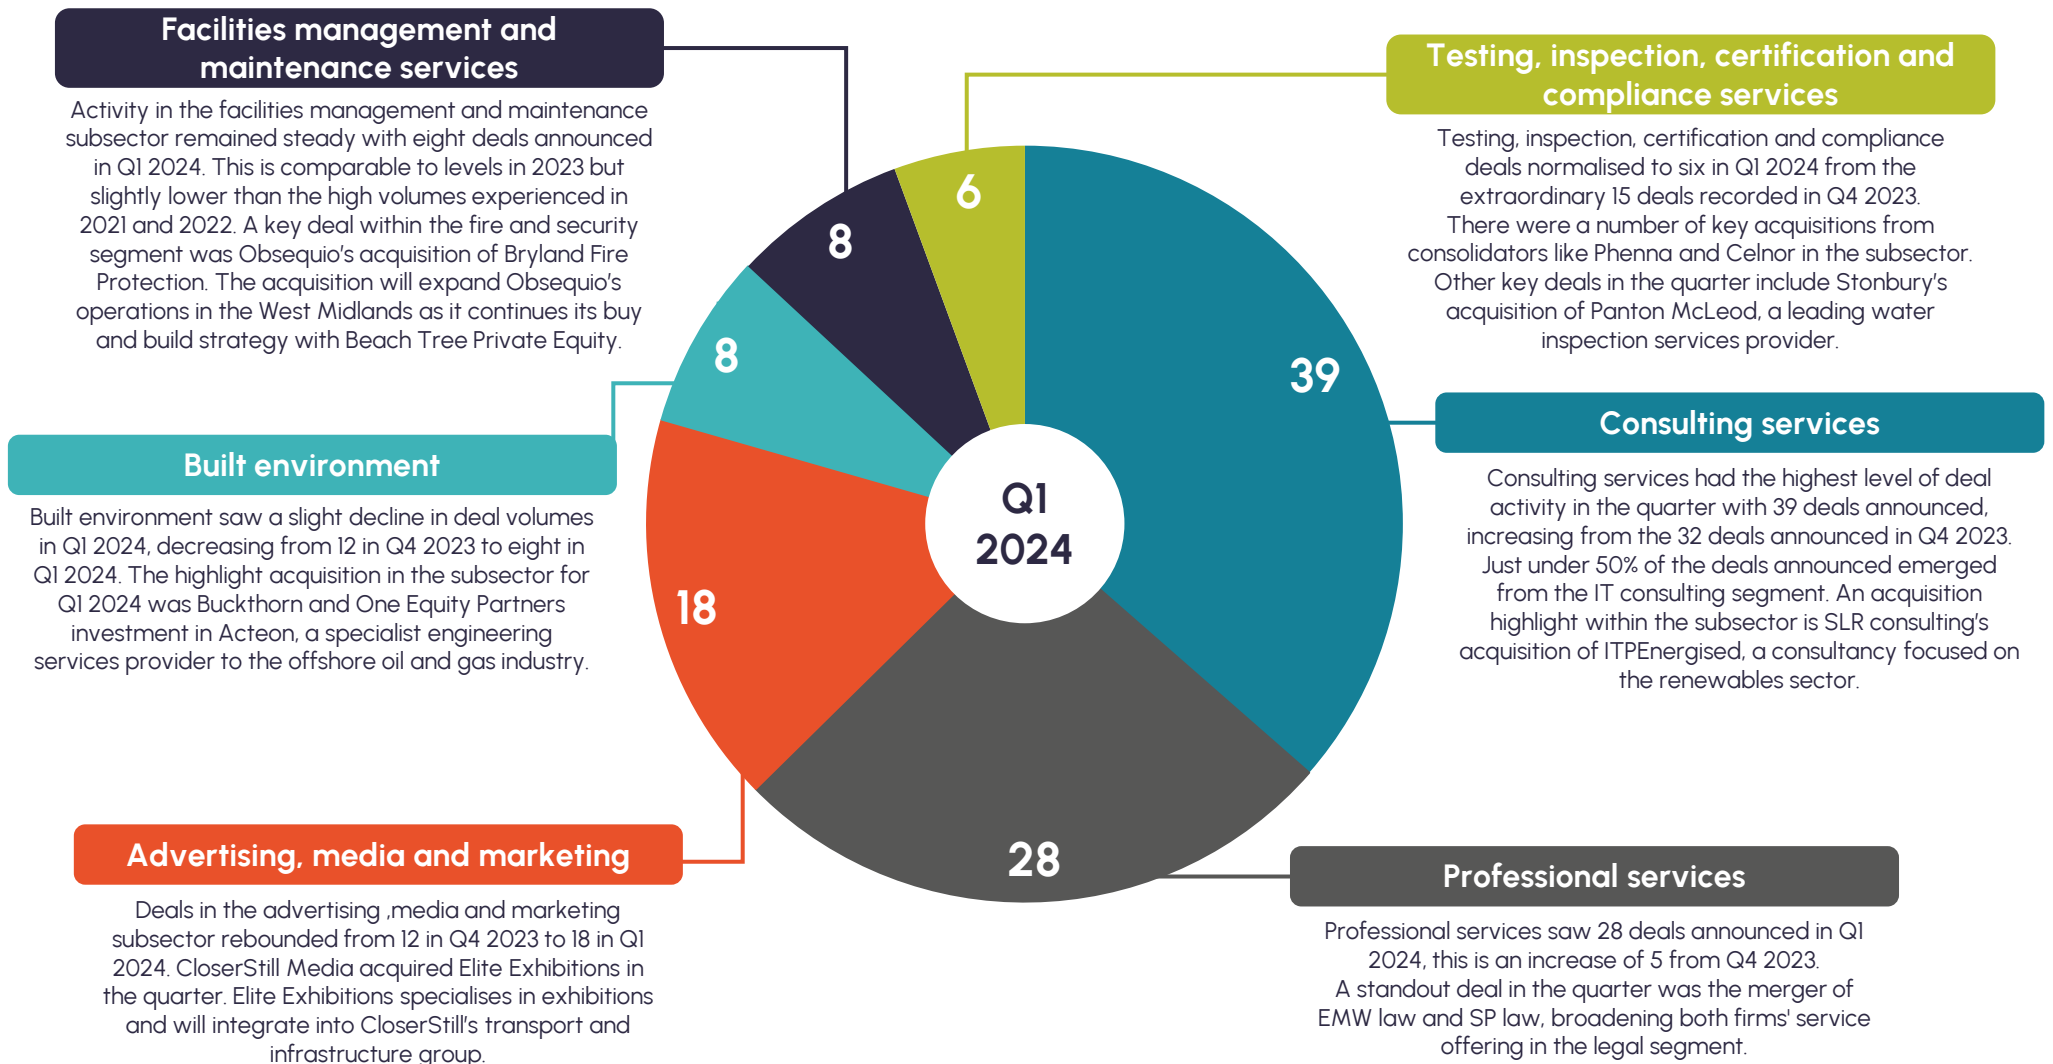 Facilities management and
maintenance services
Activity in the facilities management and maintenance
subsector remained steady with eight deals announced
in Q1 2024. This is comparable to levels in 2023 but
slightly lower than the high volumes experienced in
2021 and 2022. A key deal within the fire and security
segment was Obsequio's acquisition of Bryland Fire
Protection. The acquisition will expand Obsequio's
operations in the West Midlands as it continues its buy
and build strategy with Beach Tree Private Equity.
Built environment
Built environment saw a slight decline in deal volumes
in Q1 2024, decreasing from 12 in Q4 2023 to eight in
Q1 2024. The highlight acquisition in the subsector for
Q1 2024 was Buckthorn and One Equity Partners
investment in Acteon, a specialist engineering
services provider to the offshore oil and gas industry.
Advertising, media and marketing
Deals in the advertising ,media and marketing
subsector rebounded from 12 in Q4 2023 to 18 in Q1
2024. CloserStill Media acquired Elite Exhibitions in
the quarter. Elite Exhibitions specialises in exhibitions
and will integrate into CloserStill's transport and
infrastructure group.
6
8
8
39
18
28
Q1
2024
Testing, inspection, certification and
compliance services
Testing, inspection, certification and compliance
deals normalised to six in Q1 2024 from the
extraordinary 15 deals recorded in Q4 2023.
There were a number of key acquisitions from
consolidators like Phenna and Celnor in the subsector.
Other key deals in the quarter include Stonbury's
acquisition of Panton McLeod, a leading water
inspection services provider.
Consulting services
Consulting services had the highest level of deal
activity in the quarter with 39 deals announced,
increasing from the 32 deals announced in Q4 2023.
Just under 50% of the deals announced emerged
from the IT consulting segment. An acquisition
highlight within the subsector is SLR consulting's
acquisition of ITPEnergised, a consultancy focused on
the renewables sector.
Professional services
Professional services saw 28 deals announced in Q1
2024, this is an increase of 5 from Q4 2023.
A standout deal in the quarter was the merger of
EMW law and SP law, broadening both firms' service
offering in the legal segment.